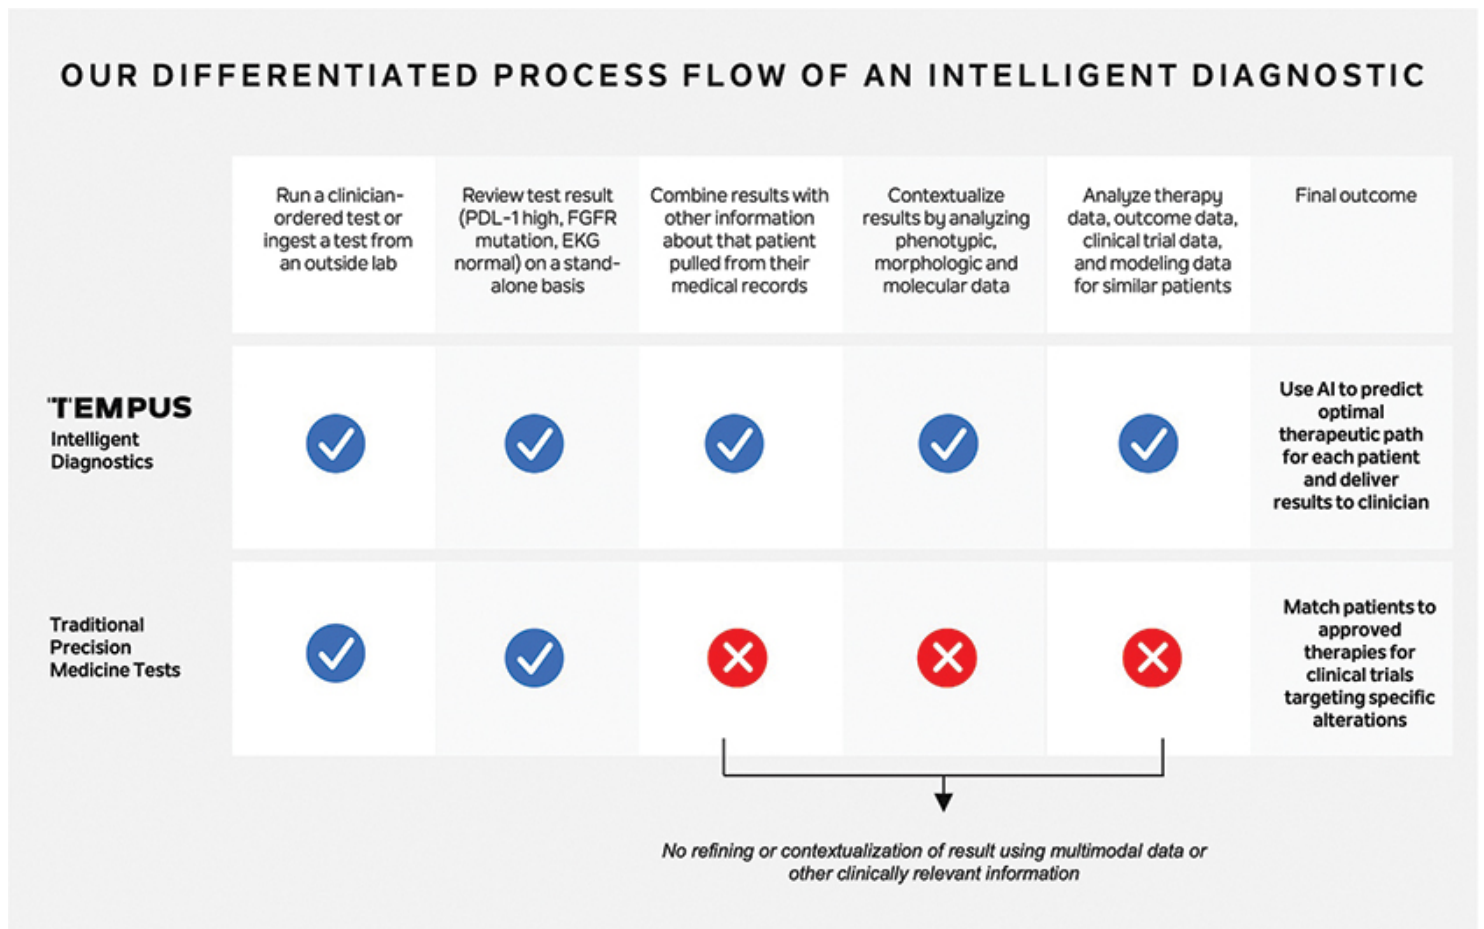 OUR DIFFERENTIATED PROCESS FLOW OF AN INTELLIGENT DIAGNOSTIC
Run a clinician-
ordered test or
ingest a test from
an outside lab
Review test result
(PDL-1 high, FGFR
mutation, EKG
normal) on a stand-
alone basis
Combine results with
other information
about that patient
pulled from their
medical records
Contextualize
results by analyzing
phenotypic,
morphologic and
molecular data
Analyze therapy
data, outcome data,
clinical trial data,
and modeling data
for similar patients
Final outcome
TEMPUS
Intelligent
Diagnostics
Use AI to predict
optimal
therapeutic path
for each patient
and deliver
results to clinician
Traditional
Precision
Medicine Tests
Match patients to
approved
therapies for
clinical trials
targeting specific
alterations
No refining or contextualization of result using multimodal data or
other clinically relevant information